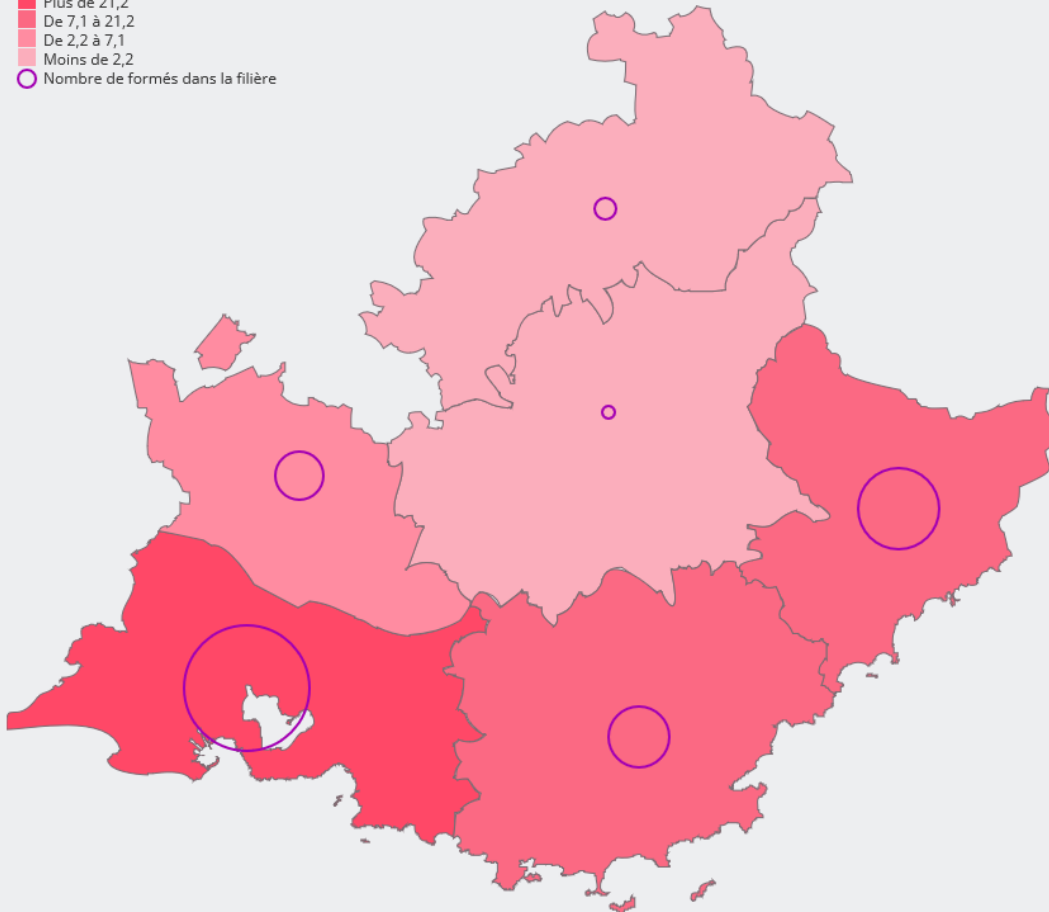 Plus de 21,2
De 7,1 à 21,2
De 2,2 à 7,1
Moins de 2,2
Nombre de formés dans la filière